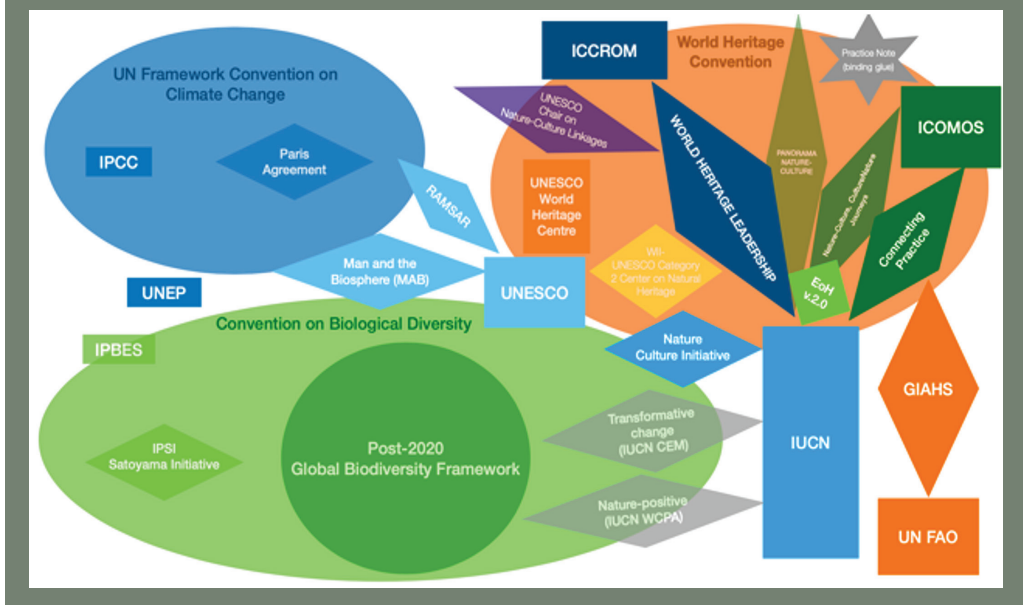 UN Framework Convention on
Climate Change
IPCC
Paris
Agreement
RAMSAR
Man and the
Biosphere (MAB)
UNEP
ICCROM
World Heritage
Convention
Practice Note
(binding glue)
UNESCO
Chair on
Nature-Culture Linkages
WORLD HERITAGE LEADERSHIP
PANORAMA
NATURE-
CULTURE
Nature-Culture, CultureNature
Journeys
ICOMOS
Connecting
Practice
UNESCO
World
Heritage
Centre
WII-
UNESCO Category
2 Center on Natural
Heritage
EoH
v.2.0
UNESCO
Nature
Culture Initiative
Convention on Biological Diversity
IPBES
IPSI
Satoyama Initiative
Post-2020
Global Biodiversity Framework
Transformative
change
(IUCN CEM)
Nature-positive
(IUCN WCPA)
IUCN
GIAHS
UN FAO